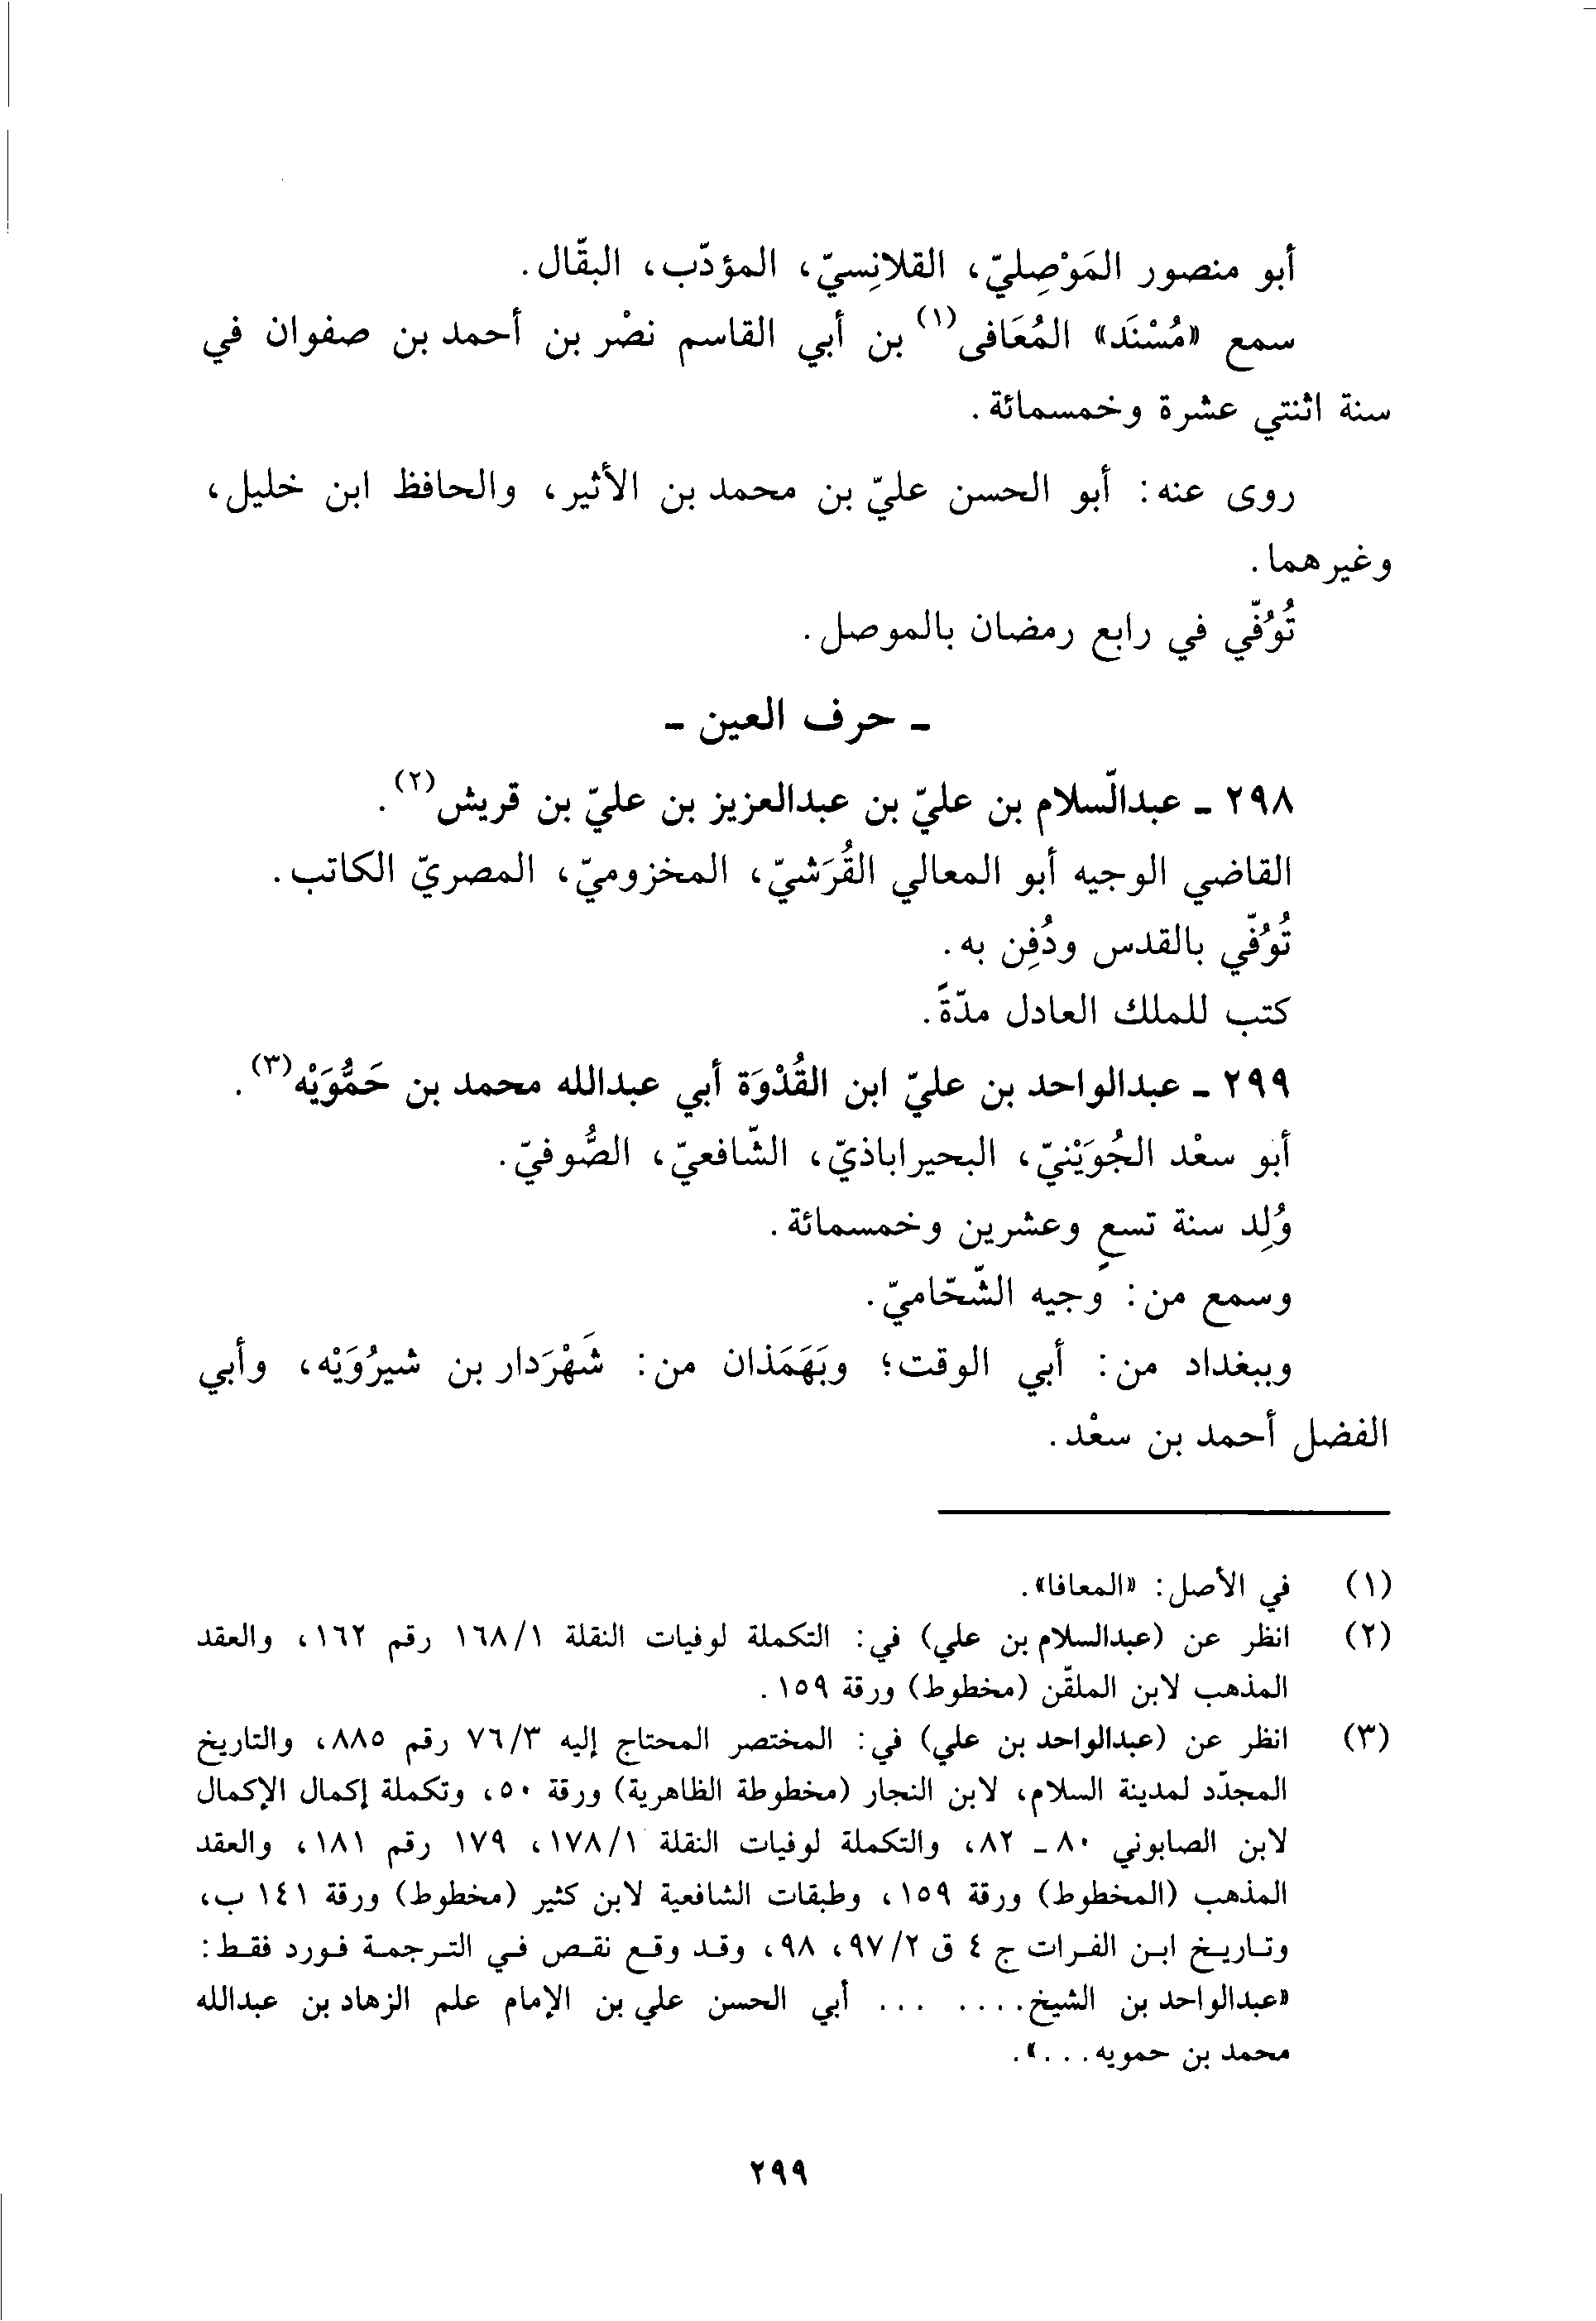 أبو منصور المَوْصِليّ، القلانِسيّ، المؤدّب، البقّال.
سمع «مُسْنَد» المُعَافى(١) بن أبي القاسم نصْر بن أحمد بن صفوان في
سنة اثنتي عشرة وخمسمائة.
روى عنه: أبو الحسن عليّ بن محمد بن الأثير، والحافظ ابن خليل،
وغيرهما.
تُوُفّي في رابع رمضان بالموصل.
ـ حرف العين ـ
٢٩٨ ـ عبدالّسلام بن عليّ بن عبدالعزيز بن عليّ بن قريش(٢).
القاضي الوجيه أبو المعالي القُرَشيّ، المخزوميّ، المصريّ الكاتب.
تُوُفّي بالقدس ودُفِن به.
كتب للملك العادل مدّةً.
٢٩٩ ـ عبدالواحد بن عليّ ابن القُدْوَة أبي عبدالله محمد بن حَمُّوَيْه(٣).
أبو سعْد الجُوَيْنيّ، البحيراباذيّ، الشّافعيّ، الصُّوفيّ.
وُلِد سنة تسعٍ وعشرين وخمسمائة.
وسمع من: وجيه الشّحّاميّ.
وببغداد من: أبي الوقت؛ وبَهَمَذان من: شَهْرَدار بن شيرُوَيْه، وأبي
الفضل أحمد بن سعْد.
(١) في الأصل: «المعافا».
(٢) انظر عن (عبدالسلام بن علي) في: التكملة لوفيات النقلة ١/١٦٨ رقم ١٦٢، والعقد
المذهب لابن الملقّن (مخطوط) ورقة ١٥٩.
(٣) انظر عن (عبدالواحد بن علي) في: المختصر المحتاج إليه ٣/٧٦ رقم ٨٨٥، والتاريخ
المجدّد لمدينة السلام، لابن النجار (مخطوطة الظاهرية) ورقة ٥٠، وتكملة إكمال الإكمال
لابن الصابوني ٨٠ ـ ٨٢، والتكملة لوفيات النقلة ١/١٧٨، ١٧٩ رقم ١٨١، والعقد
المذهب (المخطوط) ورقة ١٥٩، وطبقات الشافعية لابن كثير (مخطوط) ورقة ١٤١ ب،
وتاريخ ابن الفرات ج ٤ ق ٢/٩٧، ٩٨، وقد وقع نقص في الترجمة فورد فقط:
«عبدالواحد بن الشيخ.... ... أبي الحسن علي بن الإمام علم الزهاد بن عبدالله
محمد بن حمويه...».
٢٩٩